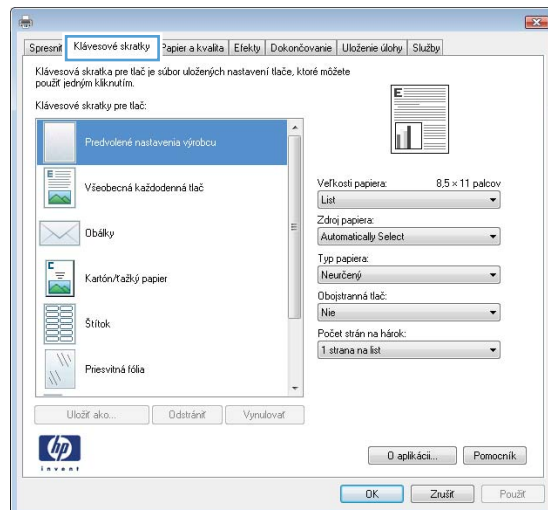 Spresni
Klávesové skratky
Papier a kvalita
Efekty
Dokončovanie
Uloženie úlohy
Služby
Klávesová skratka pre tlač je súbor uložených nastavení tlače, ktoré môžete
použiť jedným kliknutím.
Klávesové skratky pre tlač:
Predvolené nastavenia výrobcu
Všeobecná každodenná tlač
Obálky
Kartón/ťažký papier
Štítok
Priesvitná fólia
Uložiť ako...
Odstrániť
Vynulovať
E
Veľkosti papiera:
8,5 × 11 palcov
List
Zdroj papiera:
Automatically Select
Typ papiera:
Neurčený
Obojstranná tlač:
Nie
Počet strán na hárok:
1 strana na list
hp
invent
O aplikácii...
Pomocník
OK
Zrušiť
Použiť